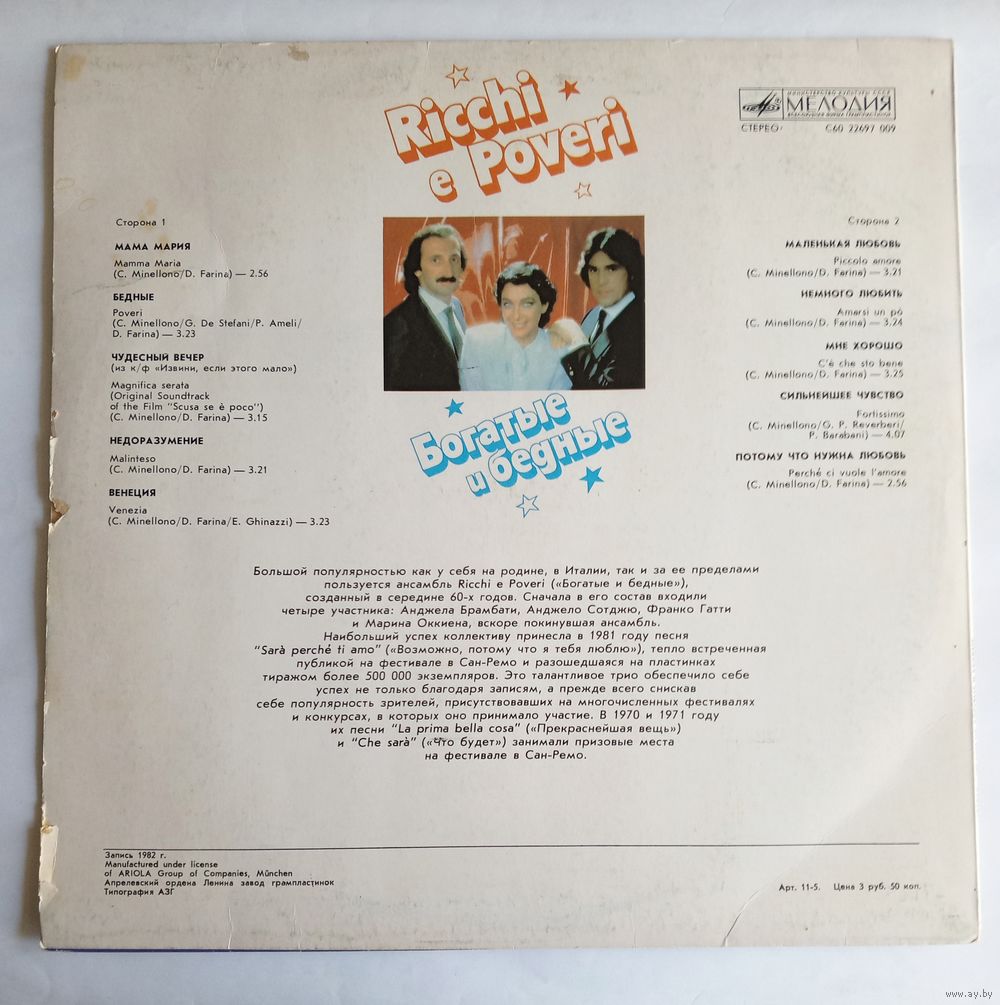 Ricchi
e Poveri
МИНИСТЕРСТВО КУЛЬТУРЫ СССР
МЕЛОДИЯ
СТЕРЕО
С60 22697 009
Сторона 1
МАМА МАРИЯ
Mamma Maria
(C. Minellono/D. Farina) — 2.56
БЕДНЫЕ
Poveri
(C. Minellono/G. De Stefani/P. Ameli/
D. Farina) — 3.23
ЧУДЕСНЫЙ ВЕЧЕР
(из к/ф «Извини, если этого мало»)
Magnifica serata
(Original Soundtrack
of the Film "Scusa se è poco")
(C. Minellono/D. Farina) — 3.15
НЕДОРАЗУМЕНИЕ
Malinteso
(C. Minellono/D. Farina) — 3.21
ВЕНЕЦИЯ
Venezia
(C. Minellono/D. Farina/E. Ghinazzi) — 3.23
Сторона 2
МАЛЕНЬКАЯ ЛЮБОВЬ
Piccolo amore
(C. Minellono/D. Farina) — 3.21
НЕМНОГО ЛЮБИТЬ
Amarsi un pò
(C. Minellono/D. Farina) — 3.24
МНЕ ХОРОШО
C'è che sto bene
(C. Minellono/D. Farina) — 3.25
СИЛЬНЕЙШЕЕ ЧУВСТВО
Fortissimo
(C. Minellono/G. P. Reverberi/
P. Barabani) — 4.07
ПОТОМУ ЧТО НУЖНА ЛЮБОВЬ
Perché ci vuole l'amore
(C. Minellono/D. Farina) — 2.56
Богатые
и бедные
Большой популярностью как у себя на родине, в Италии, так и за ее пределами
пользуется ансамбль Ricchi e Poveri («Богатые и бедные»),
созданный в середине 60-х годов. Сначала в его состав входили
четыре участника: Анджела Брамбати, Анджело Сотджю, Франко Гатти
и Марина Оккиена, вскоре покинувшая ансамбль.
Наибольший успех коллективу принесла в 1981 году песня
"Sarà perché ti amo" («Возможно, потому что я тебя люблю»), тепло встреченная
публикой на фестивале в Сан-Ремо и разошедшаяся на пластинках
тиражом более 500 000 экземпляров. Это талантливое трио обеспечило себе
успех не только благодаря записям, а прежде всего снискав
себе популярность зрителей, присутствовавших на многочисленных фестивалях
и конкурсах, в которых оно принимало участие. В 1970 и 1971 году
их песни "La prima bella cosa" («Прекраснейшая вещь»)
и "Che sarà" («Что будет») занимали призовые места
на фестивале в Сан-Ремо.
Запись 1982 г.
Manufactured under license
of ARIOLA Group of Companies, München
Апрелевский ордена Ленина завод грампластинок
Типография АЗГ
Арт. 11-5. Цена 3 руб. 50 коп.
www.ay.by